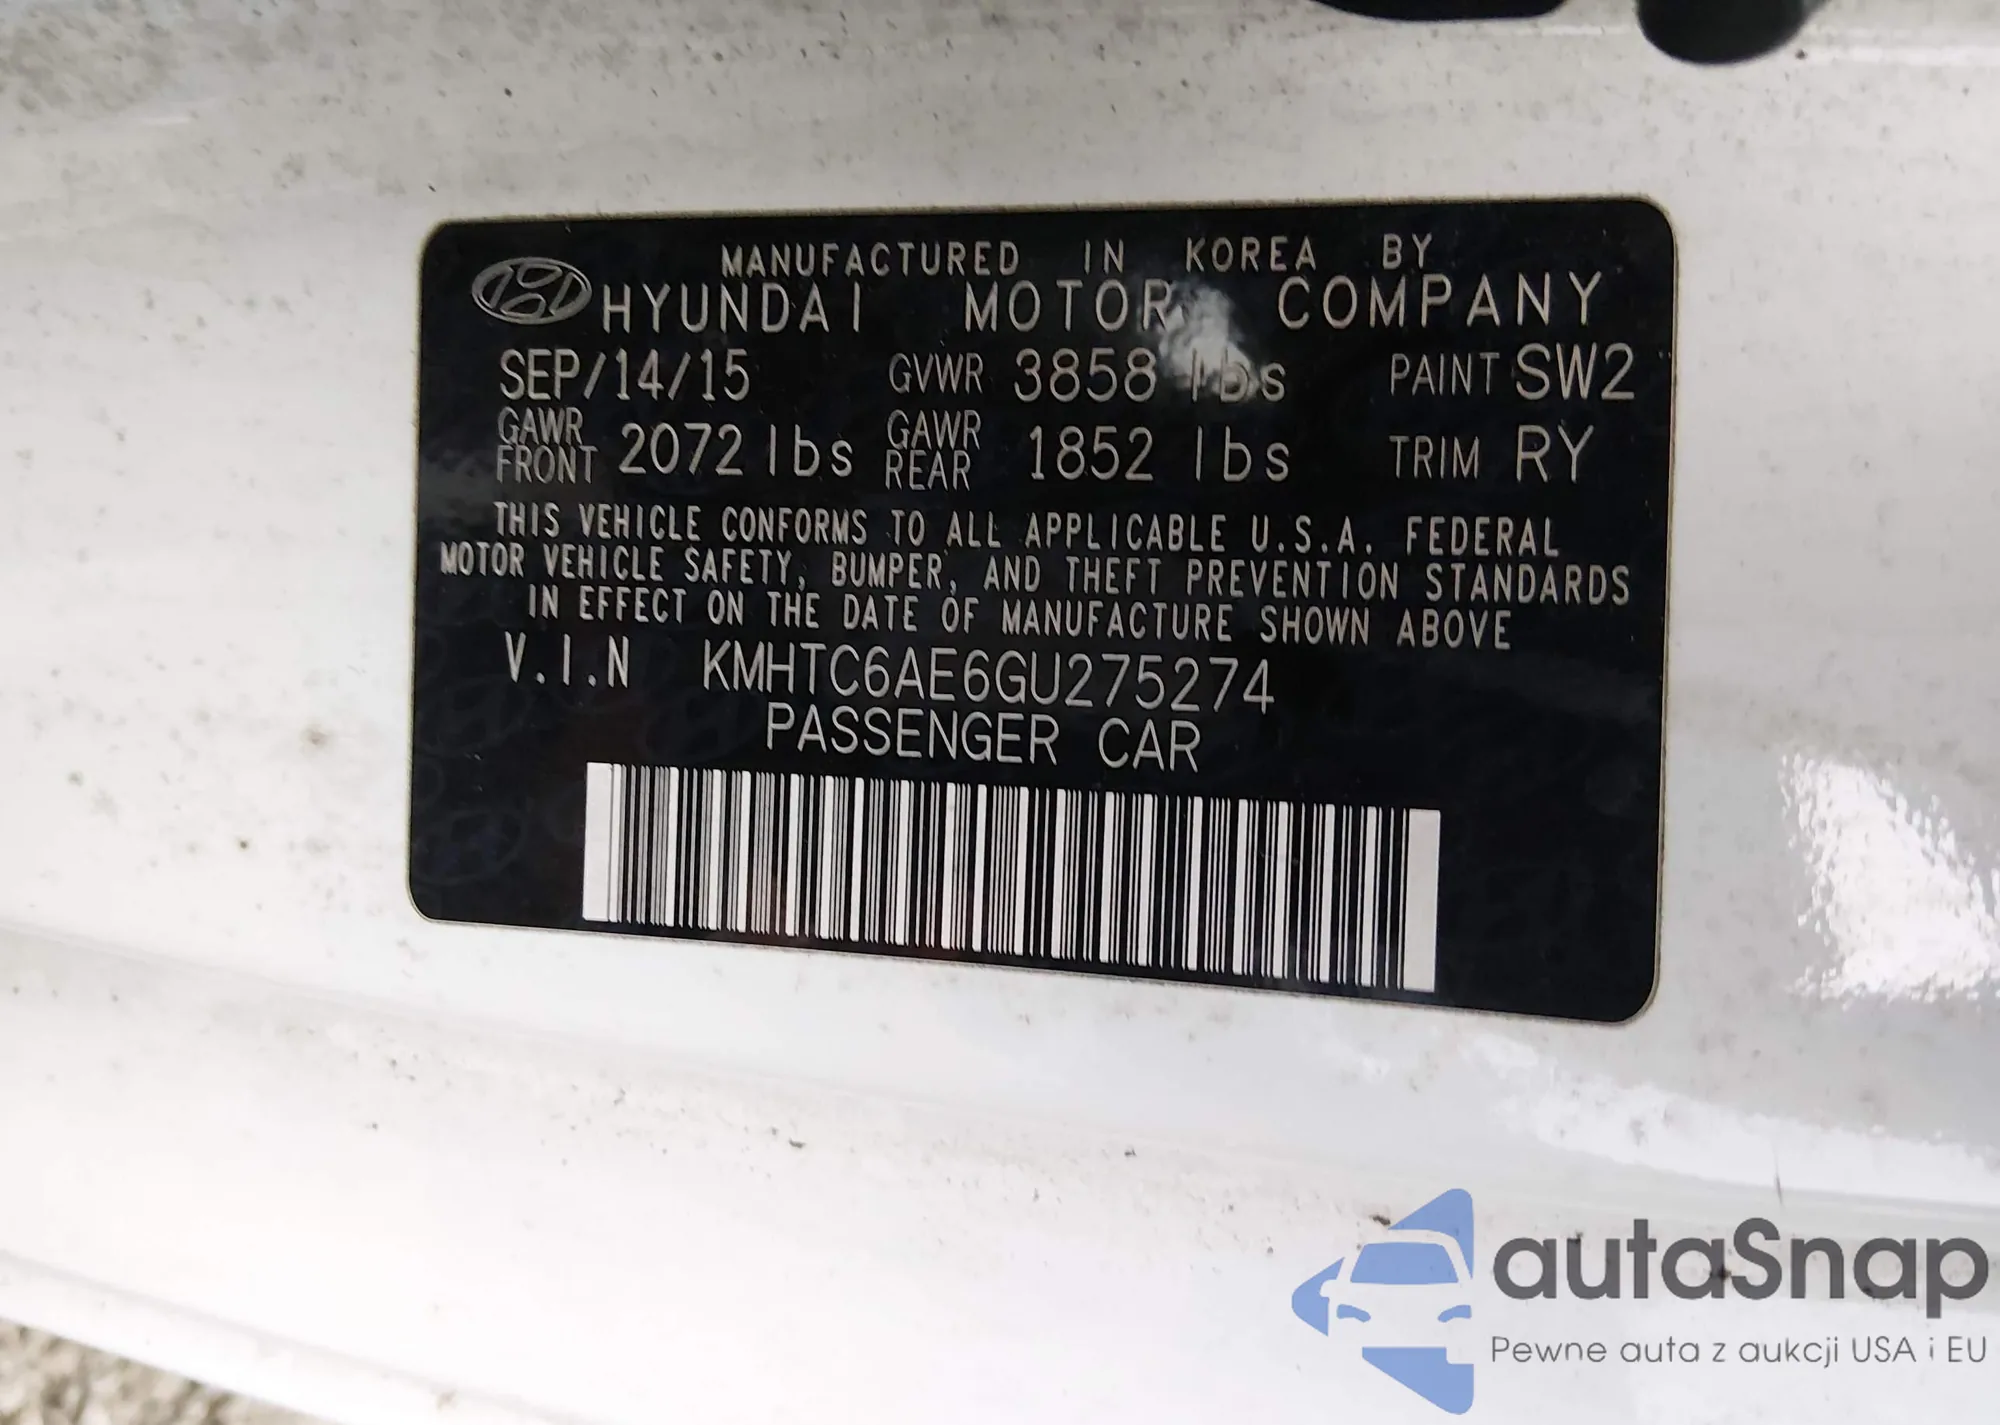 MANUFACTURED IN KOREA BY
HYUNDAI MOTOR COMPANY
SEP/14/15 GVWR 3858 lbs PAINT SW2
GAWR FRONT 2072 lbs GAWR REAR 1852 lbs TRIM RY
THIS VEHICLE CONFORMS TO ALL APPLICABLE U.S.A. FEDERAL
MOTOR VEHICLE SAFETY, BUMPER, AND THEFT PREVENTION STANDARDS
IN EFFECT ON THE DATE OF MANUFACTURE SHOWN ABOVE
V.I.N KMHTC6AE6GU275274
PASSENGER CAR
autaSnap
Pewne auta z aukcji USA i EU